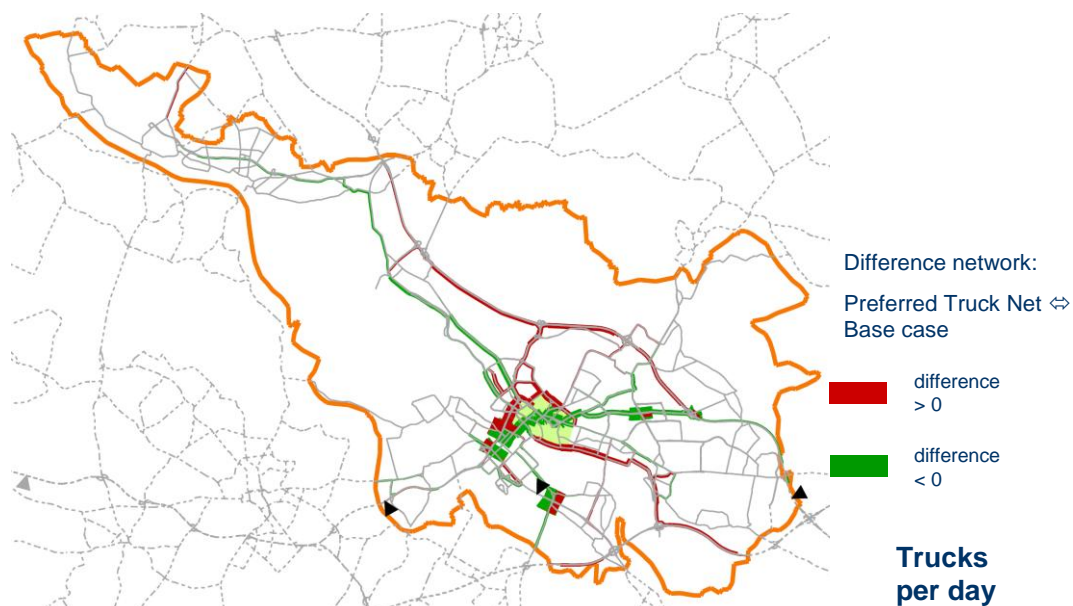 Difference network:
Preferred Truck Net ⇔
Base case
difference
> 0
difference
< 0
Trucks
per day